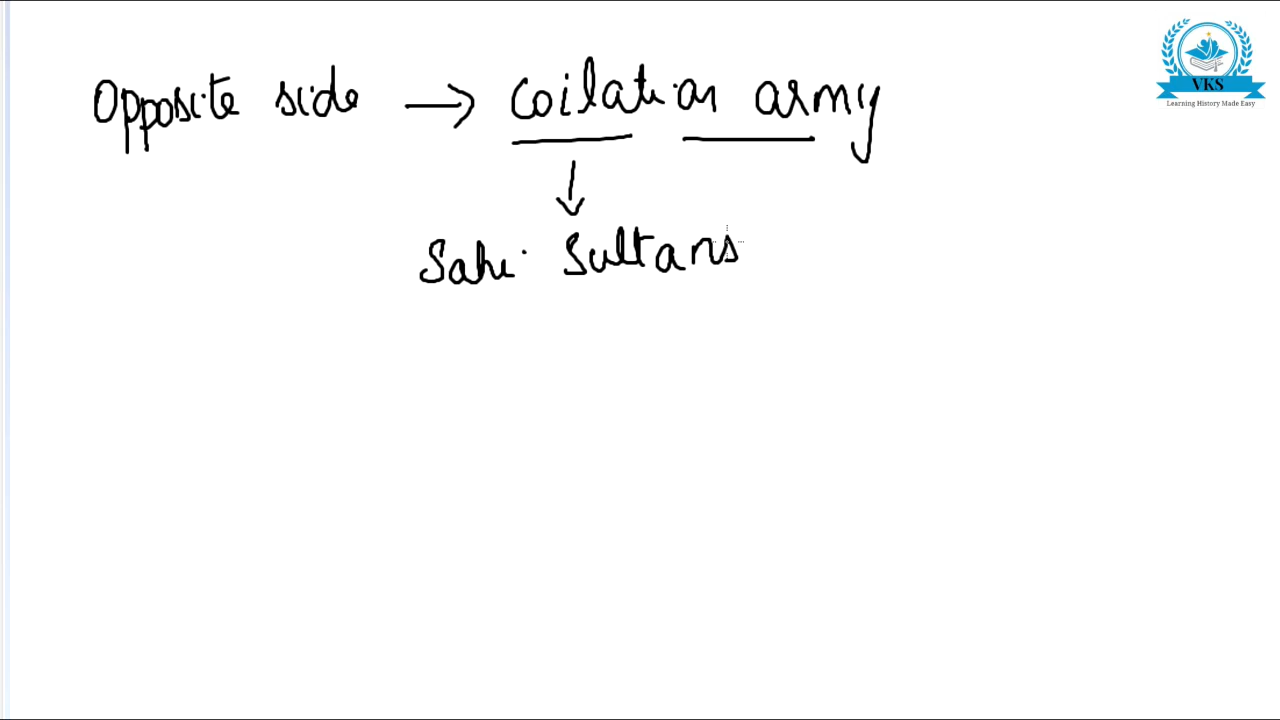 Opposite side → coilation army
↓
Sahi Sultans
VKS
Learning History Made Easy